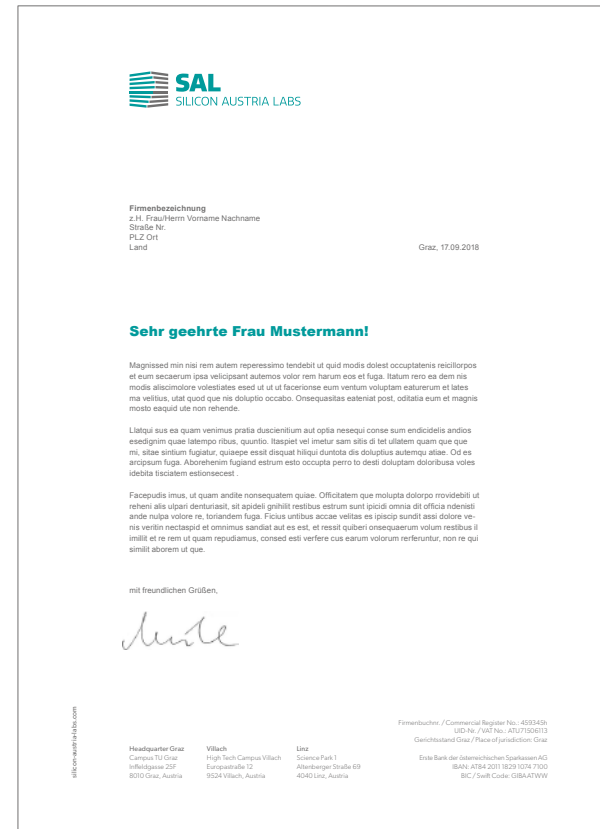 SAL
SILICON AUSTRIA LABS
Firmenbezeichnung
z.H. Frau/Herrn Vorname Nachname
Straße Nr.
PLZ Ort
Land
Graz, 17.09.2018
Sehr geehrte Frau Mustermann!
Magnissed min nisi rem autem reperessimo tendebit ut quid modis dolest occuptatenis reicillorpos
et eum secaerum ipsa velicipsant autemos volor rem harum eos et fuga. Itatum rero ea dem nis
modis aliscimolore volestiates esed ut ut ut facerionse eum ventum voluptam eaturerum et lates
ma velitius, utat quod que nis doluptio occabo. Onsequasitas eateniat post, oditatia eum et magnis
mosto eaquid ute non rehende.
Llatqui sus ea quam venimus pratia duscienitium aut optia nesequi conse sum endicidelis andios
esedignim quae latempo ribus, quuntio. Itaspiet vel imetur sam sitis di tet ullatem quam que que
mi, sitae sintium fugiatur, quiaepe essit disquat hiliqui duntota dis doluptius autemqu atiae. Od es
arcipsum fuga. Aborehenim fugiand estrum esto occupta perro to desti doluptam doloribusa voles
idebita tisciatem estionsecest .
Facepudis imus, ut quam andite nonsequatem quiae. Officitatem que molupta dolorpo rrovidebiti ut
reheni alis ulpari denturiasit, sit apideli gnihilit restibus estrum sunt ipicidi omnia dit officia ndenisti
ande nulpa volore re, toriandem fuga. Ficius untibus accae velitas es ipiscip sundit assi dolore ve-
nis veritin nectaspid et omnimus sandiat aut es est, et ressit quiberi onsequaerum volum restibus il
imillit et re rem ut quam repudiamus, consed esti verfere cus earum volorum rerferuntur, non re qui
similit aborem ut que.
mit freundlichen Grüßen,
silicon-austria-labs.com
Firmenbuchnr. / Commercial Register No.: 459345h
UID-Nr. / VAT No.: ATU71506113
Gerichtsstand Graz / Place of jurisdiction: Graz
Headquarter Graz
Campus TU Graz
Inffeldgasse 25F
8010 Graz, Austria
Villach
High Tech Campus Villach
Europastraße 12
9524 Villach, Austria
Linz
Science Park 1
Altenberger Straße 69
4040 Linz, Austria
Erste Bank der österreichischen Sparkassen AG
IBAN: AT84 2011 1829 1074 7100
BIC / Swift Code: GIBAATWW